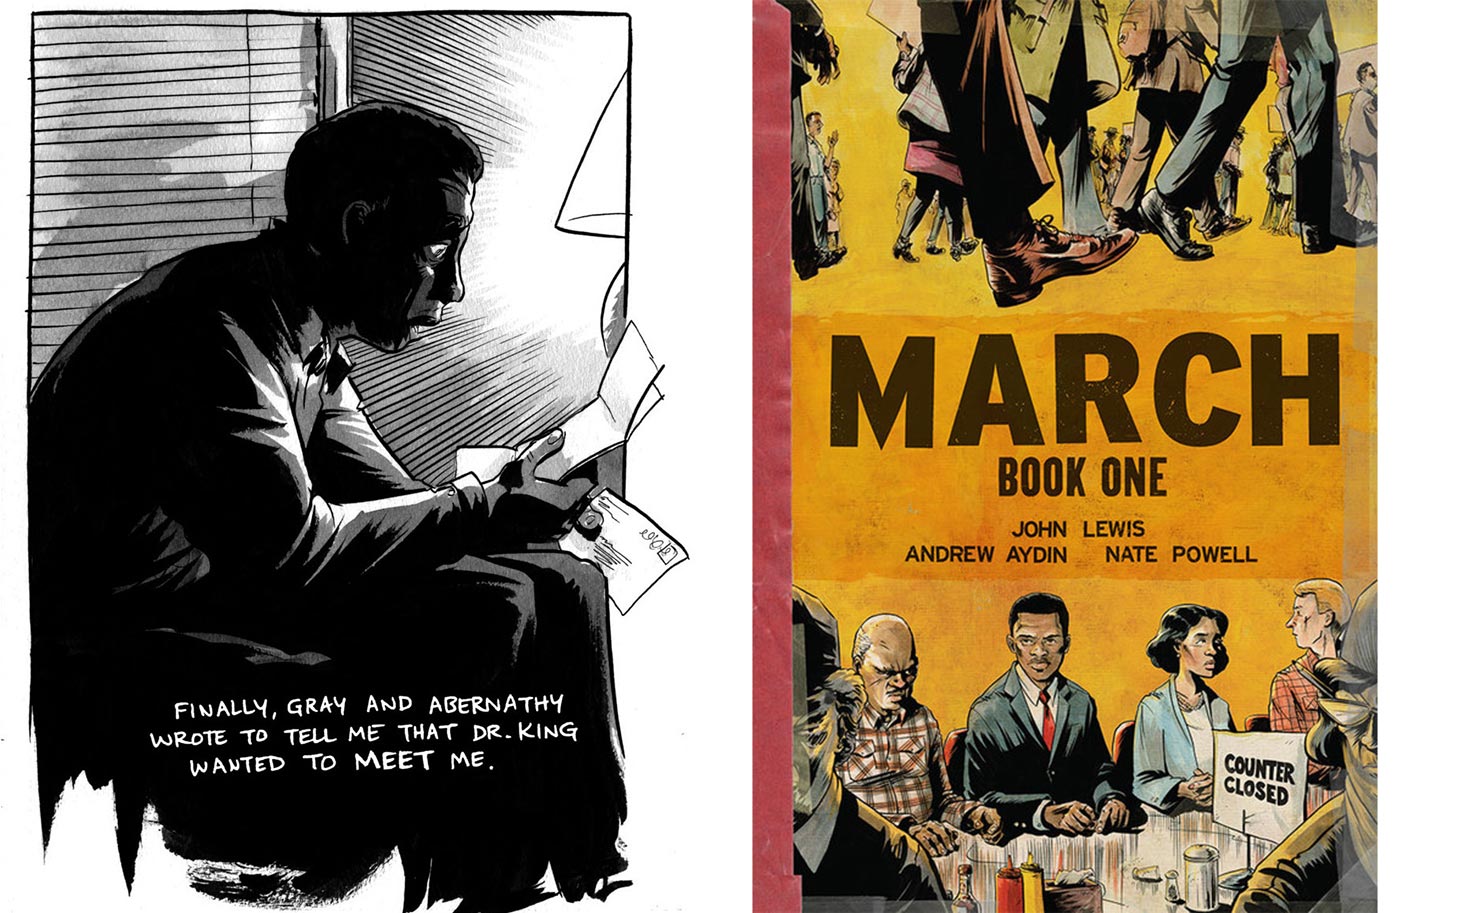 FINALLY, GRAY AND ABERNATHY
WROTE TO TELL ME THAT DR. KING
WANTED TO MEET ME.
MARCH
BOOK ONE
JOHN LEWIS
ANDREW AYDIN NATE POWELL
COUNTER
CLOSED